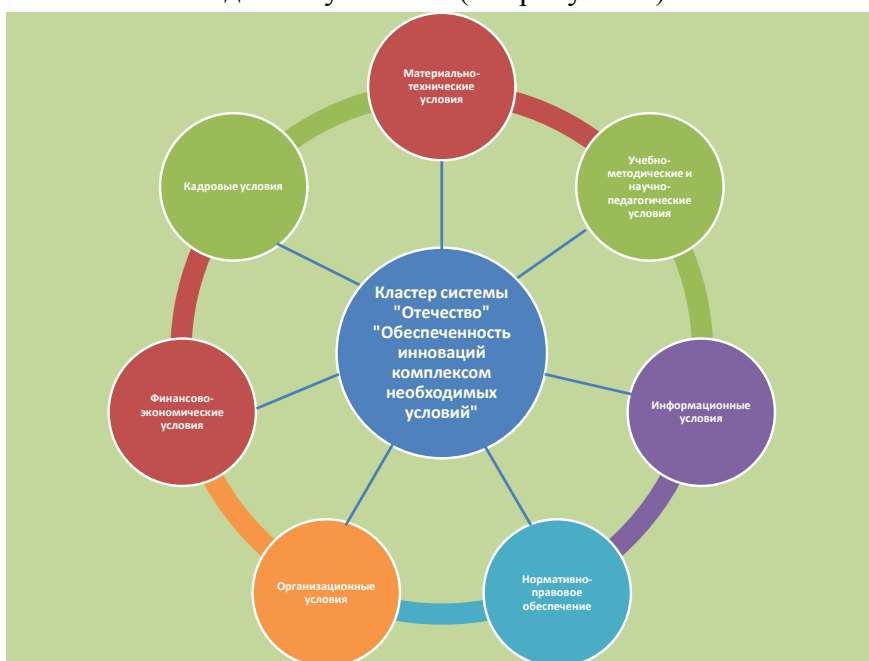 Материально-
технические
условия
Учебно-
методические и
научно-
педагогические
условия
Кадровые условия
Кластер системы
"Отечество"
"Обеспеченность
инноваций
комплексом
необходимых
условий"
Финансово-
экономические
условия
Информационные
условия
Организационные
условия
Нормативно-
правовое
обеспечение